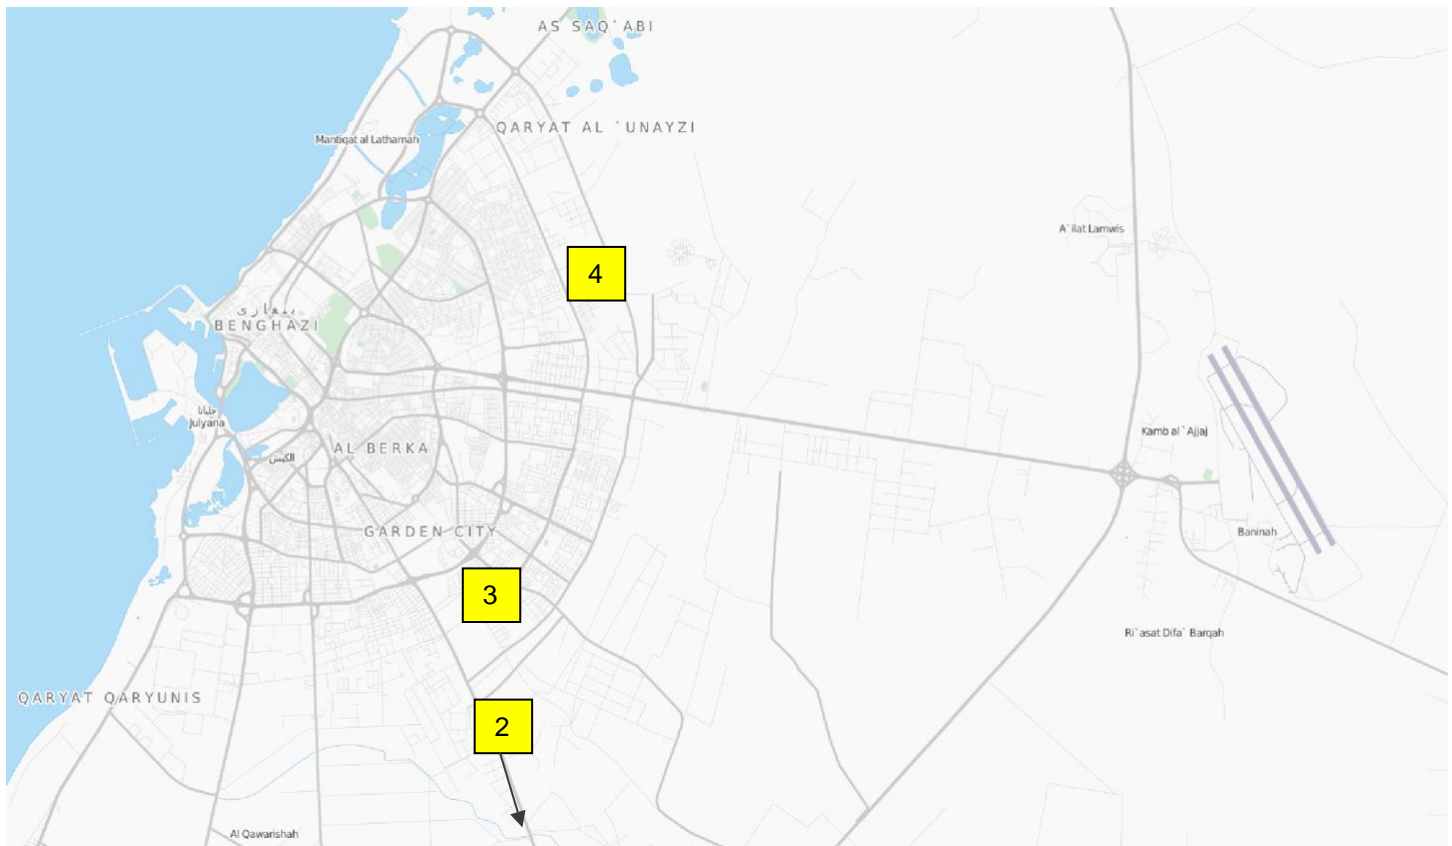 AS SAQ`ABI
QARYAT AL `UNAYZI
Mantiqat al Lathamah
A`ilat Lamwis
4
بنغازي
BENGHAZI
جليانا
Julyana
Kamb al `Ajjaj
AL BERKA
الكيش
GARDEN CITY
Baninah
3
Ri`asat Difa` Barqah
QARYAT QARYUNIS
2
Al Qawarishah